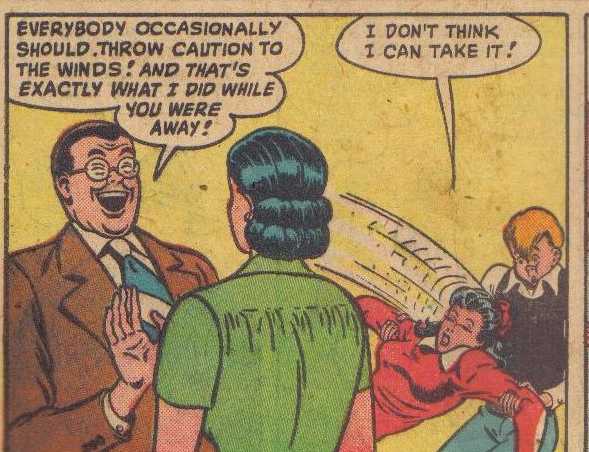 EVERYBODY OCCASIONALLY
SHOULD.THROW CAUTION TO
THE WINDS! AND THAT'S
EXACTLY WHAT I DID WHILE
YOU WERE
AWAY!
I DON'T THINK
I CAN TAKE IT!